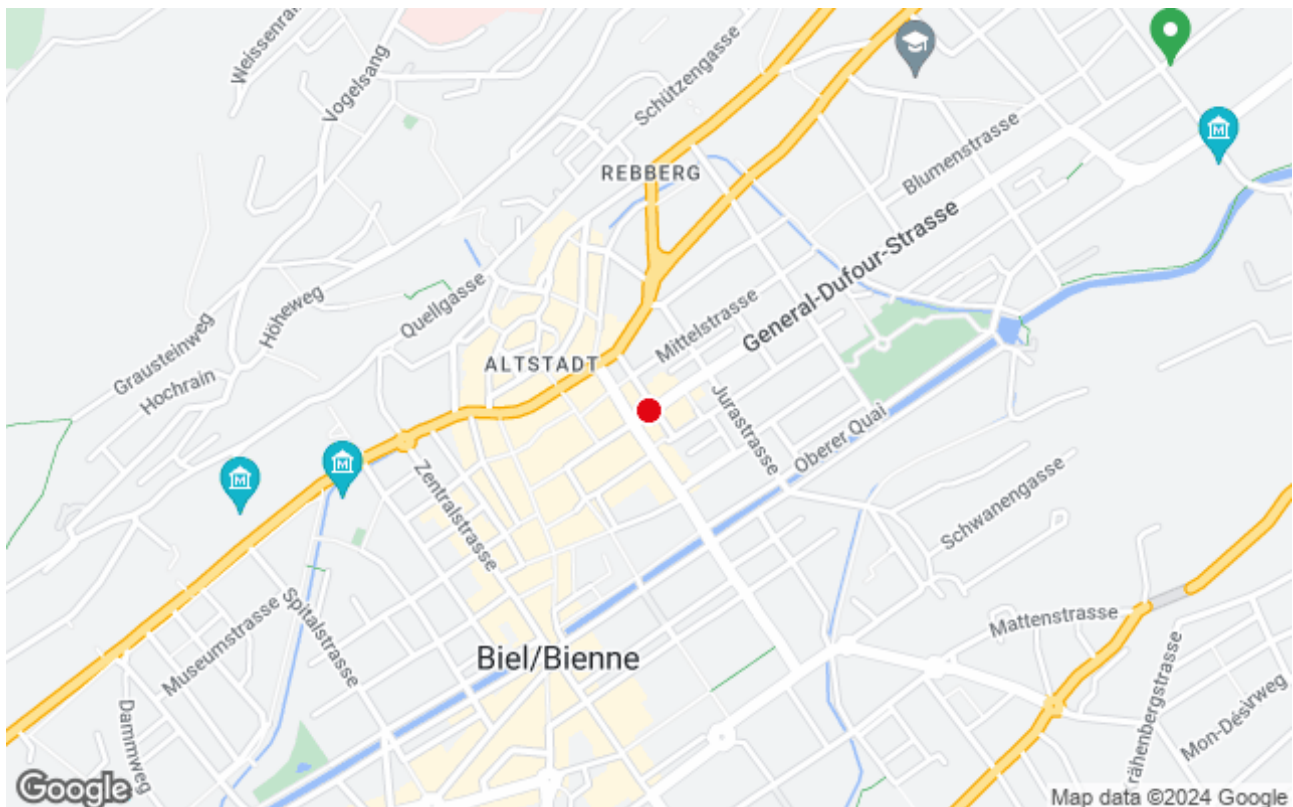 Weissenrai
Vogelsang
Schützengasse
REBBERG
Blumenstrasse
General-Dufour-Strasse
Höheweg
Quellgasse
Mittelstrasse
Grausteinweg
Hochrain
ALTSTADT
Jurastrasse
Oberer Quai
Zentralstrasse
Schwanengasse
Museumstrasse
Spitalstrasse
Mattenstrasse
Biel/Bienne
Dammweg
rähenbergstrasse
Mon-Désirweg
Google
Map data ©2024 Google